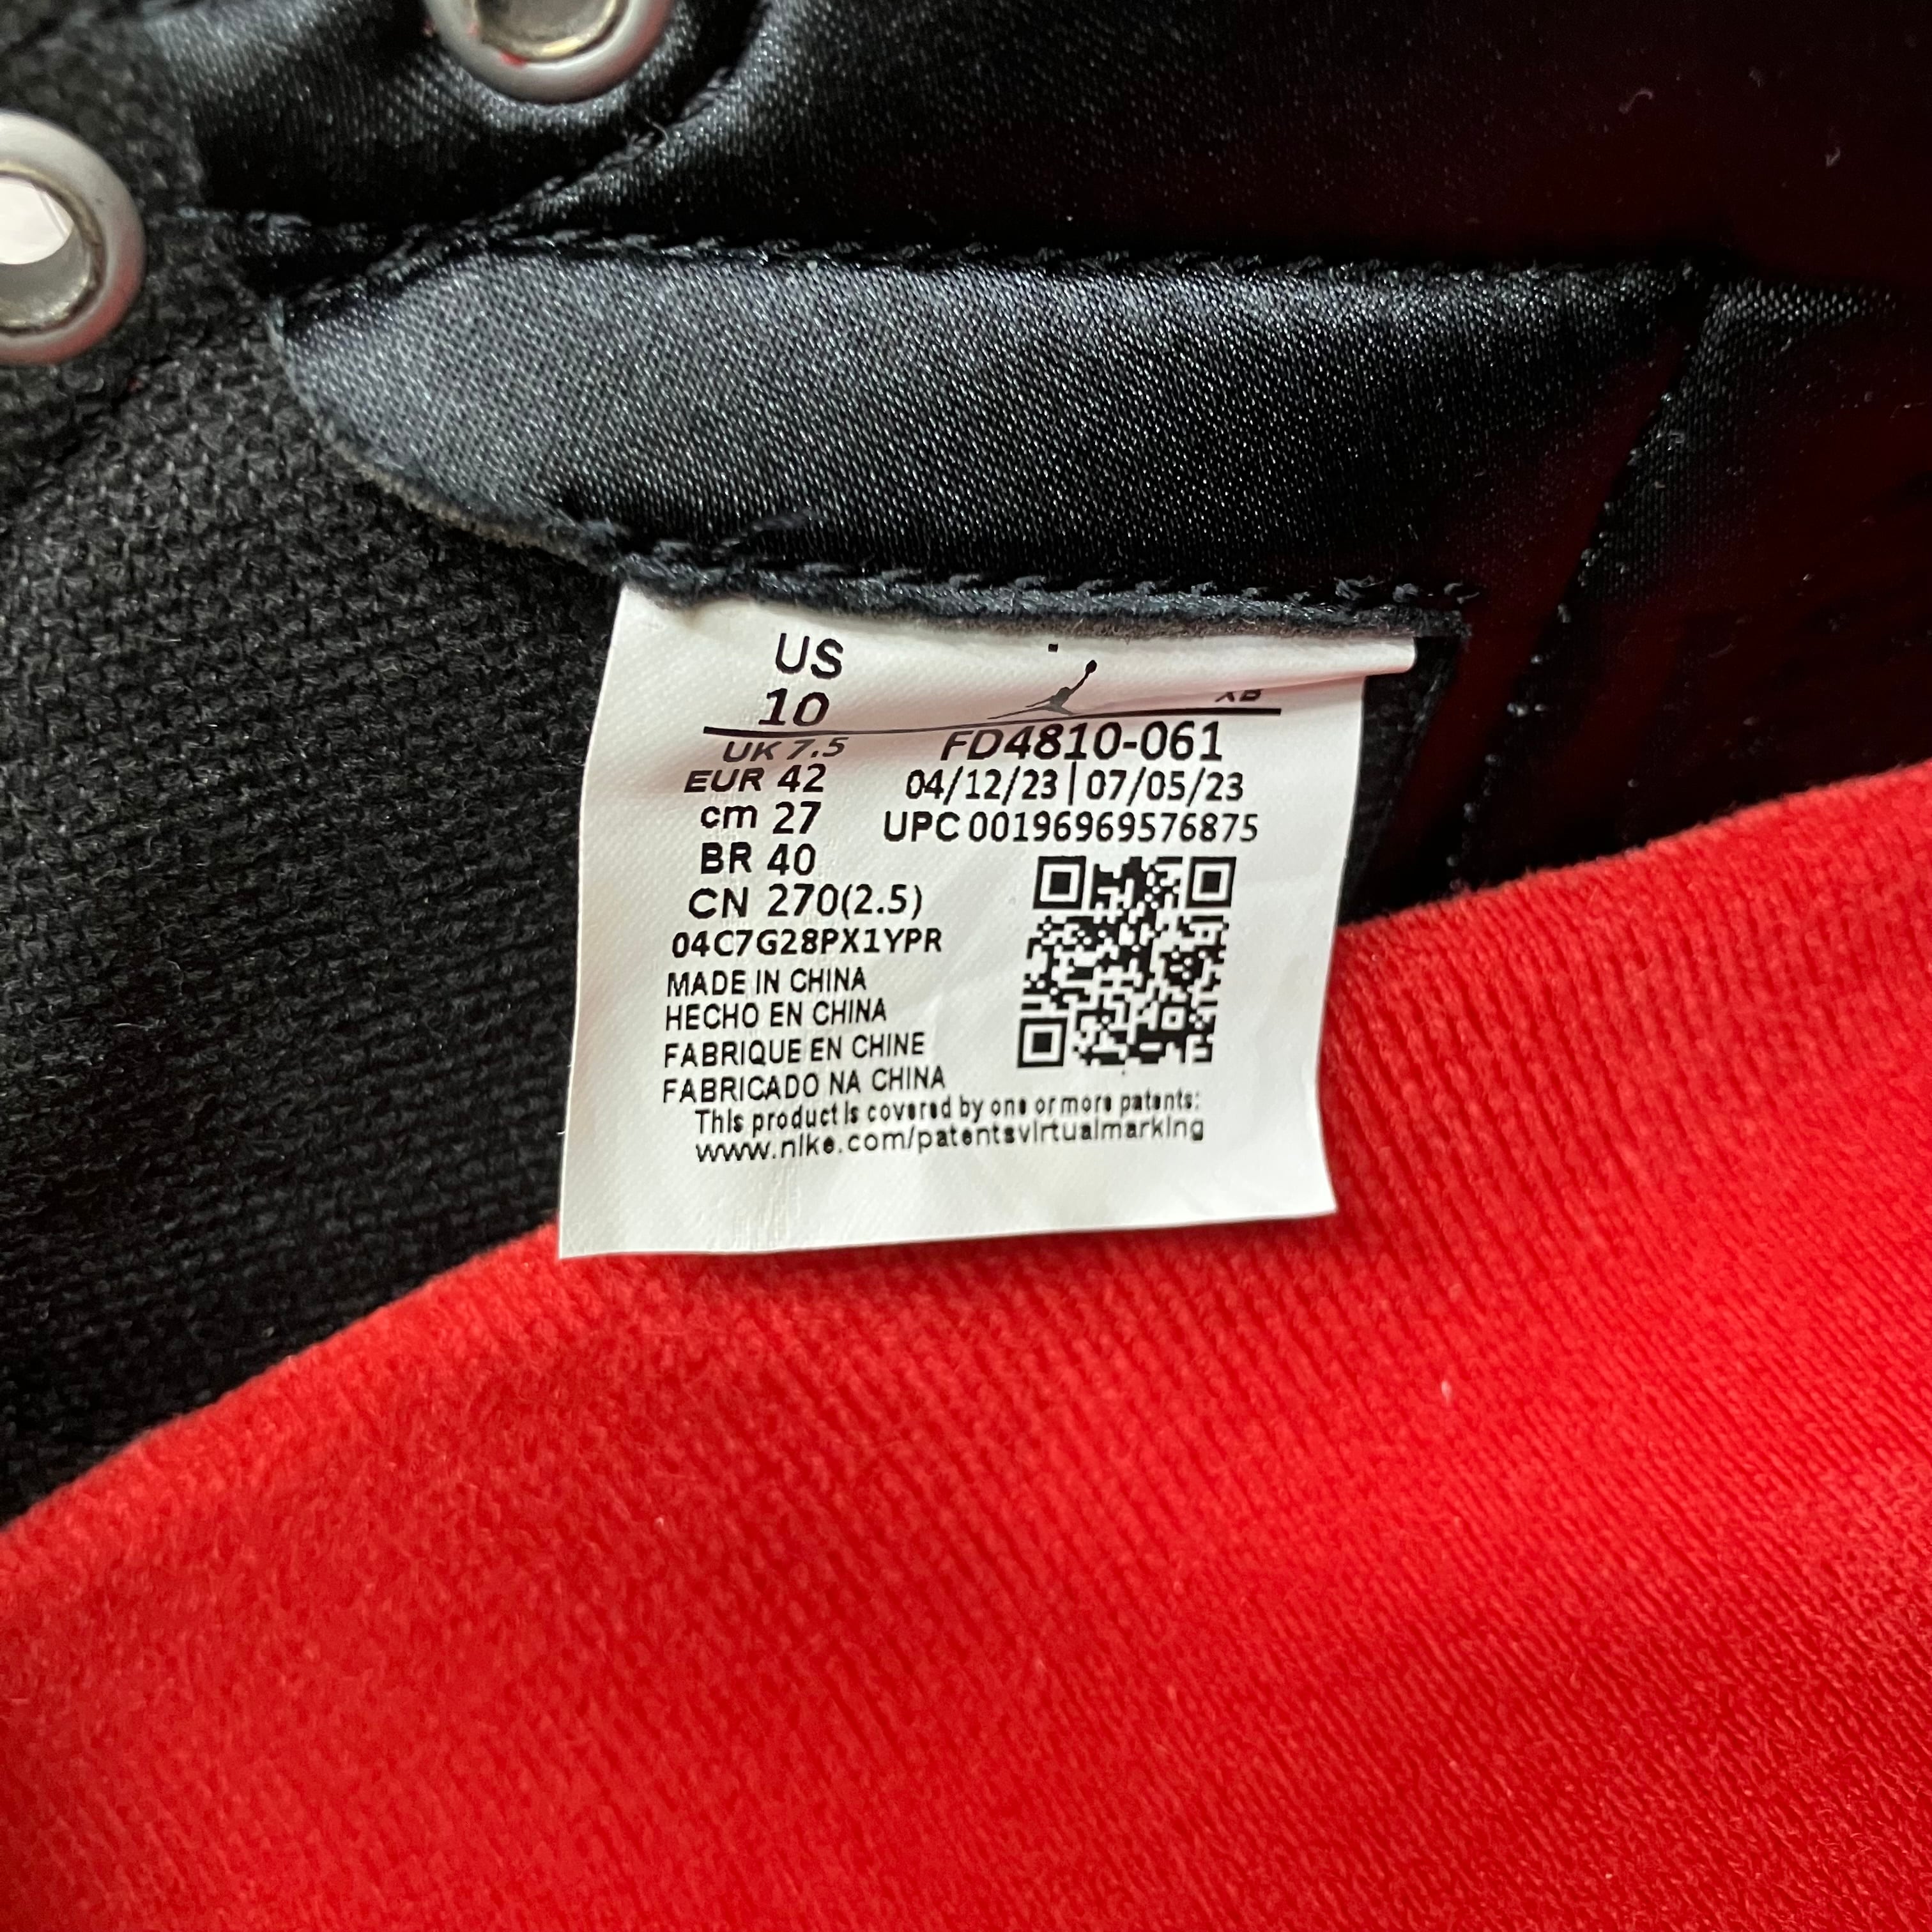 US
10
UK 7.5
EUR 42
cm 27
BR 40
CN 270(2.5)
04C7G28PX1YPR
MADE IN CHINA
HECHO EN CHINA
FABRIQUE EN CHINE
FABRICADO NA CHINA
XB
FD4810-061
04/12/23|07/05/23
UPC 00196969576875
This product is covered by one or more patents:
www.nike.com/patentsvirtualmarking